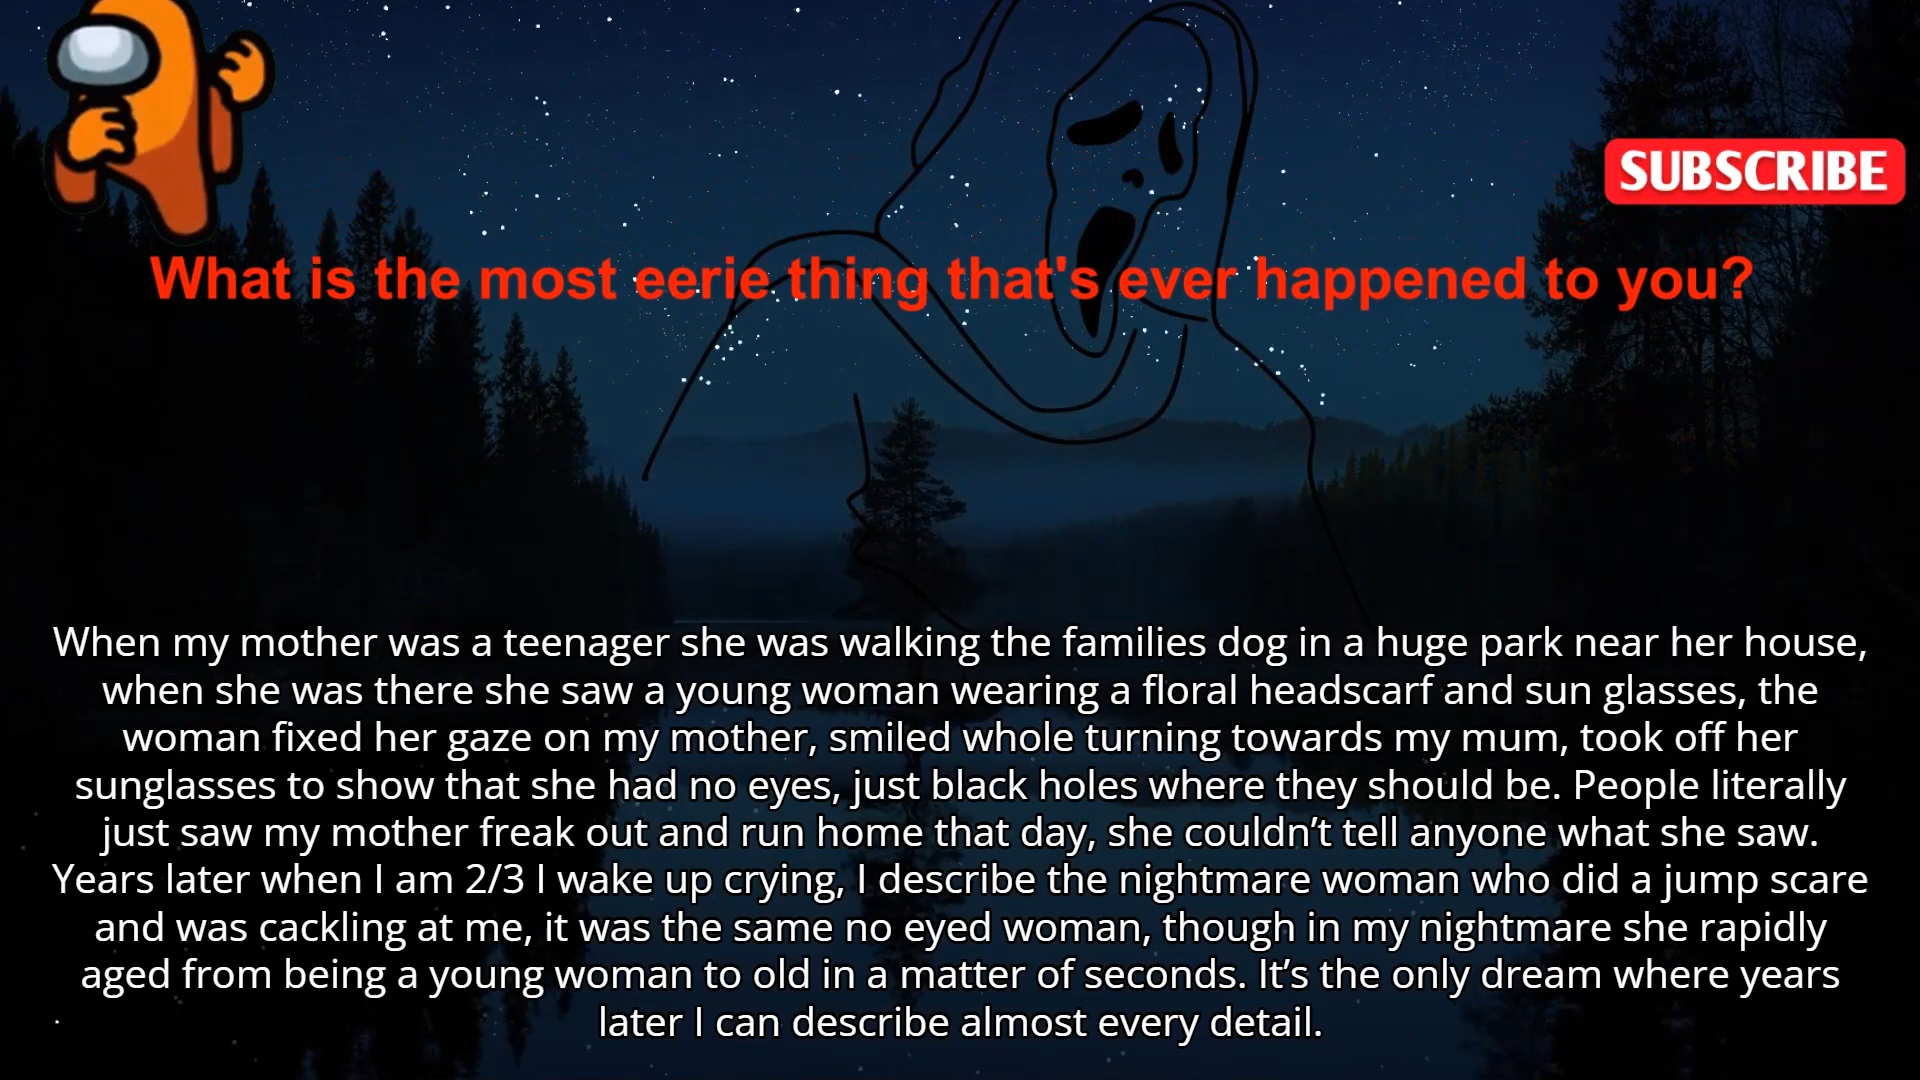 SUBSCRIBE
What is the most eerie thing that's ever happened to you?
When my mother was a teenager she was walking the families dog in a huge park near her house,
when she was there she saw a young woman wearing a floral headscarf and sun glasses, the
woman fixed her gaze on my mother, smiled whole turning towards my mum, took off her
sunglasses to show that she had no eyes, just black holes where they should be. People literally
just saw my mother freak out and run home that day, she couldn’t tell anyone what she saw.
Years later when I am 2/3 I wake up crying, I describe the nightmare woman who did a jump scare
and was cackling at me, it was the same no eyed woman, though in my nightmare she rapidly
aged from being a young woman to old in a matter of seconds. It’s the only dream where years
later I can describe almost every detail.